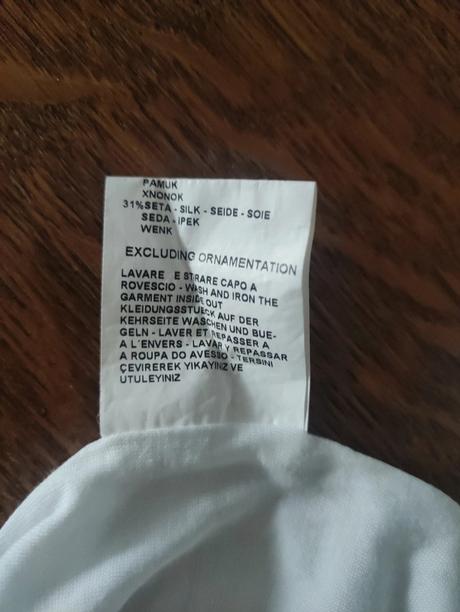 PAMUK
XNONOK
31%SETA - SILK - SEIDE - SOIE
SEDA - IPEK
WENK
EXCLUDING ORNAMENTATION
LAVARE E STIRARE CAPO A
ROVESCIO - WASH AND IRON THE
GARMENT INSIDE OUT
KLEIDUNGSSTUECK AUF DER
KEHRSEITE WASCHEN UND BUE-
GELN - LAVER ET REPASSER A
A L'ENVERS - LAVAR Y REPASSAR
A ROUPA DO AVESSO - TERSINI
ÇEVIREREK YIKAYINIZ VE
UTULEYINIZ